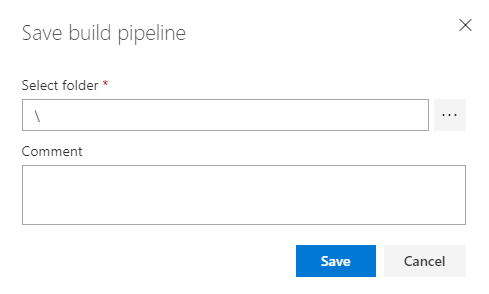 Save build pipeline
Select folder *
\
...
Comment
Save
Cancel